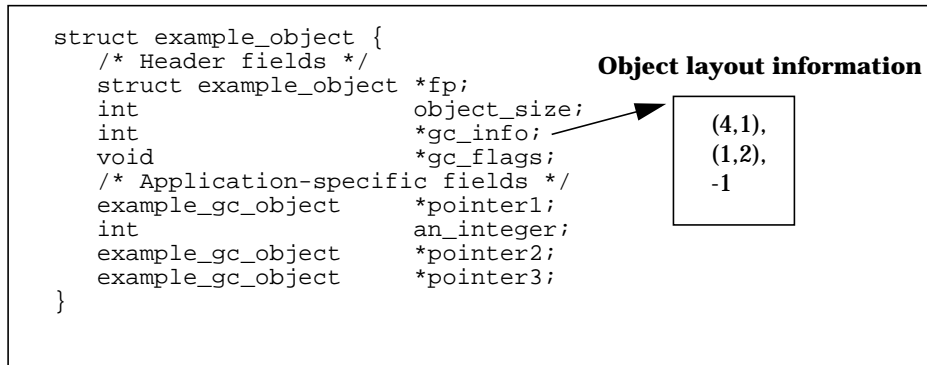 struct example_object {
/* Header fields */
struct example_object *fp;
int object_size;
int *gc_info;
void *gc_flags;
/* Application-specific fields */
example_gc_object *pointer1;
int an_integer;
example_gc_object *pointer2;
example_gc_object *pointer3;
}
Object layout information
(4,1),
(1,2),
-1